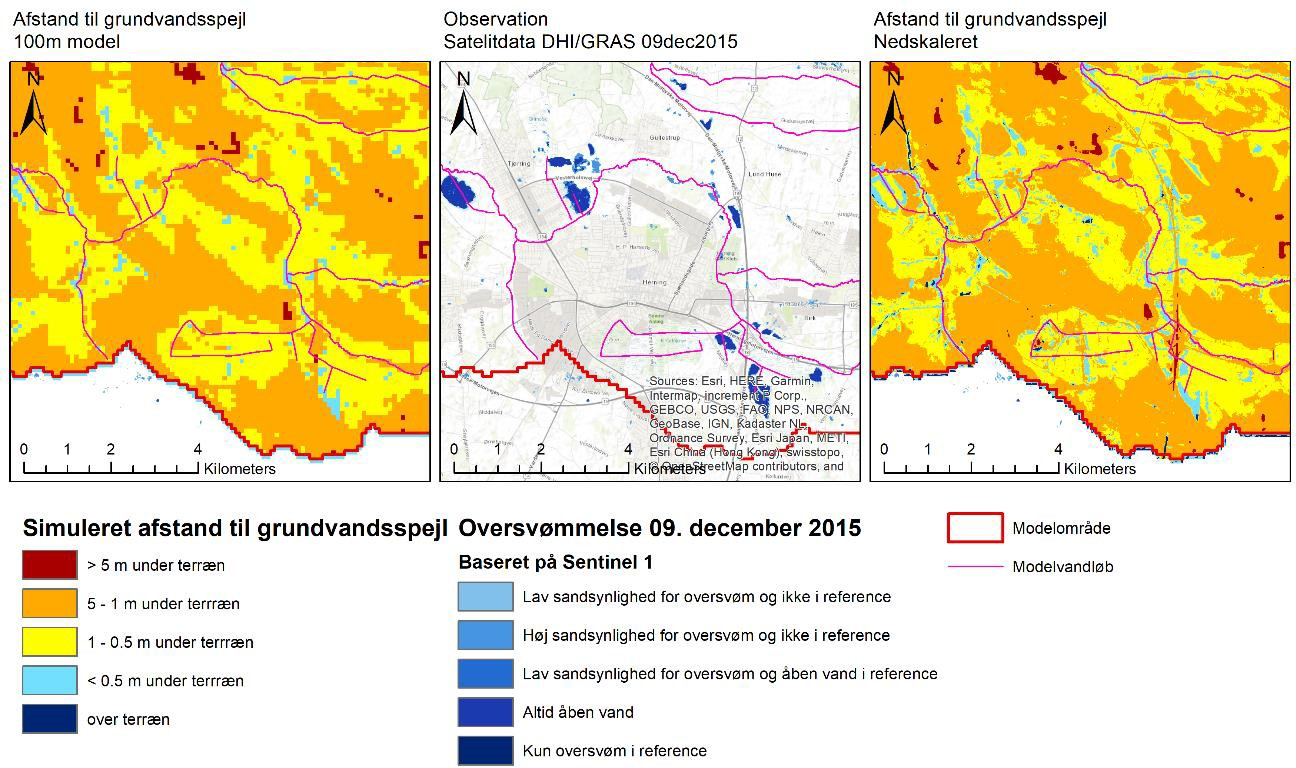 Afstand til grundvandsspejl
100m model
N
0 1 2 4
Kilometers
Observation
Satelitdata DHI/GRAS 09dec2015
N
Gullestrup
Tjørring
Lund Huse
H. P. Hansens
Herning
Birk
Sources: Esri, HERE, Garmin,
Intermap, increment P Corp.,
GEBCO, USGS, FAO, NPS, NRCAN,
GeoBase, IGN, Kadaster NL,
Ordnance Survey, Esri Japan, METI,
Esri China (Hong Kong), swisstopo,
© OpenStreetMap contributors, and
0 1 2 4
Kilometers
Afstand til grundvandsspejl
Nedskaleret
N
0 1 2 4
Kilometers
Simuleret afstand til grundvandsspejl
> 5 m under terræn
5 - 1 m under terrræn
1 - 0.5 m under terrræn
< 0.5 m under terrræn
over terræn
Oversvømmelse 09. december 2015
Baseret på Sentinel 1
Lav sandsynlighed for oversvøm og ikke i reference
Høj sandsynlighed for oversvøm og ikke i reference
Lav sandsynlighed for oversvøm og åben vand i reference
Altid åben vand
Kun oversvøm i reference
Modelområde
Modelvandløb